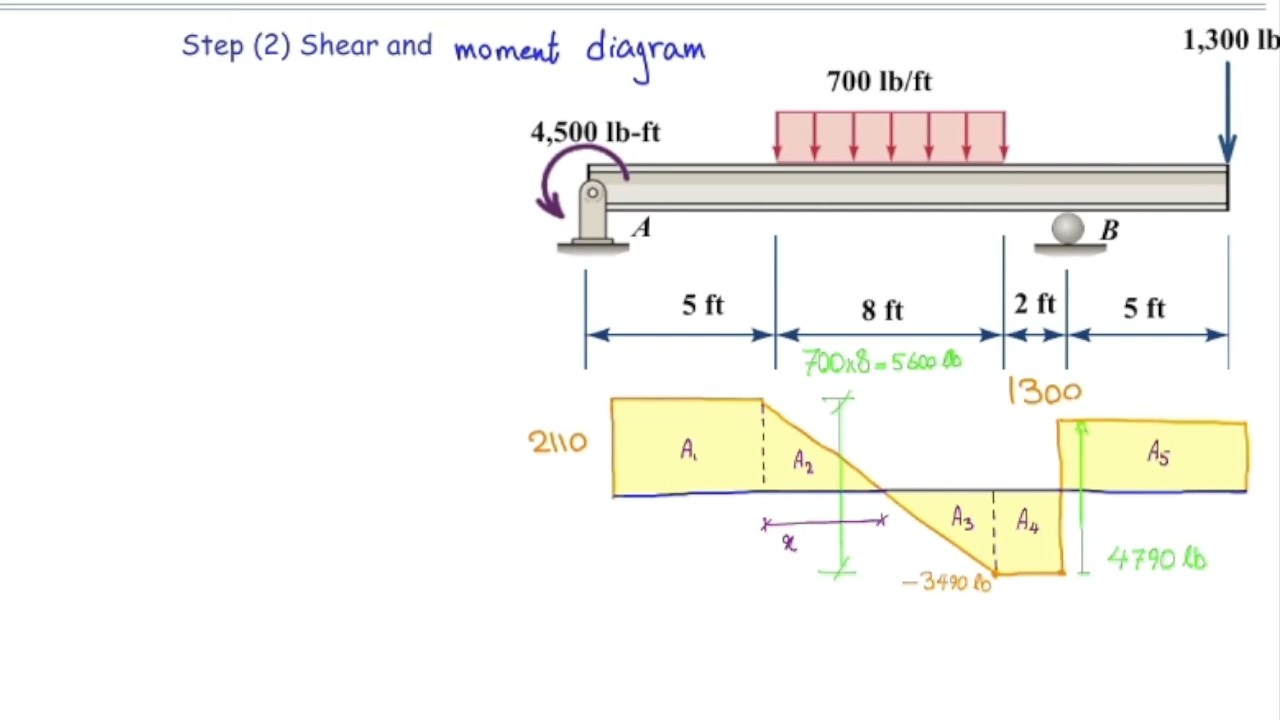 Step (2) Shear and moment diagram
1,300 lb
700 lb/ft
4,500 lb-ft
A
B
5 ft
8 ft
2 ft
5 ft
700x8=5600 lb
1300
2110
A1
A2
A3
A4
A5
x
-3490 lb
4790 lb